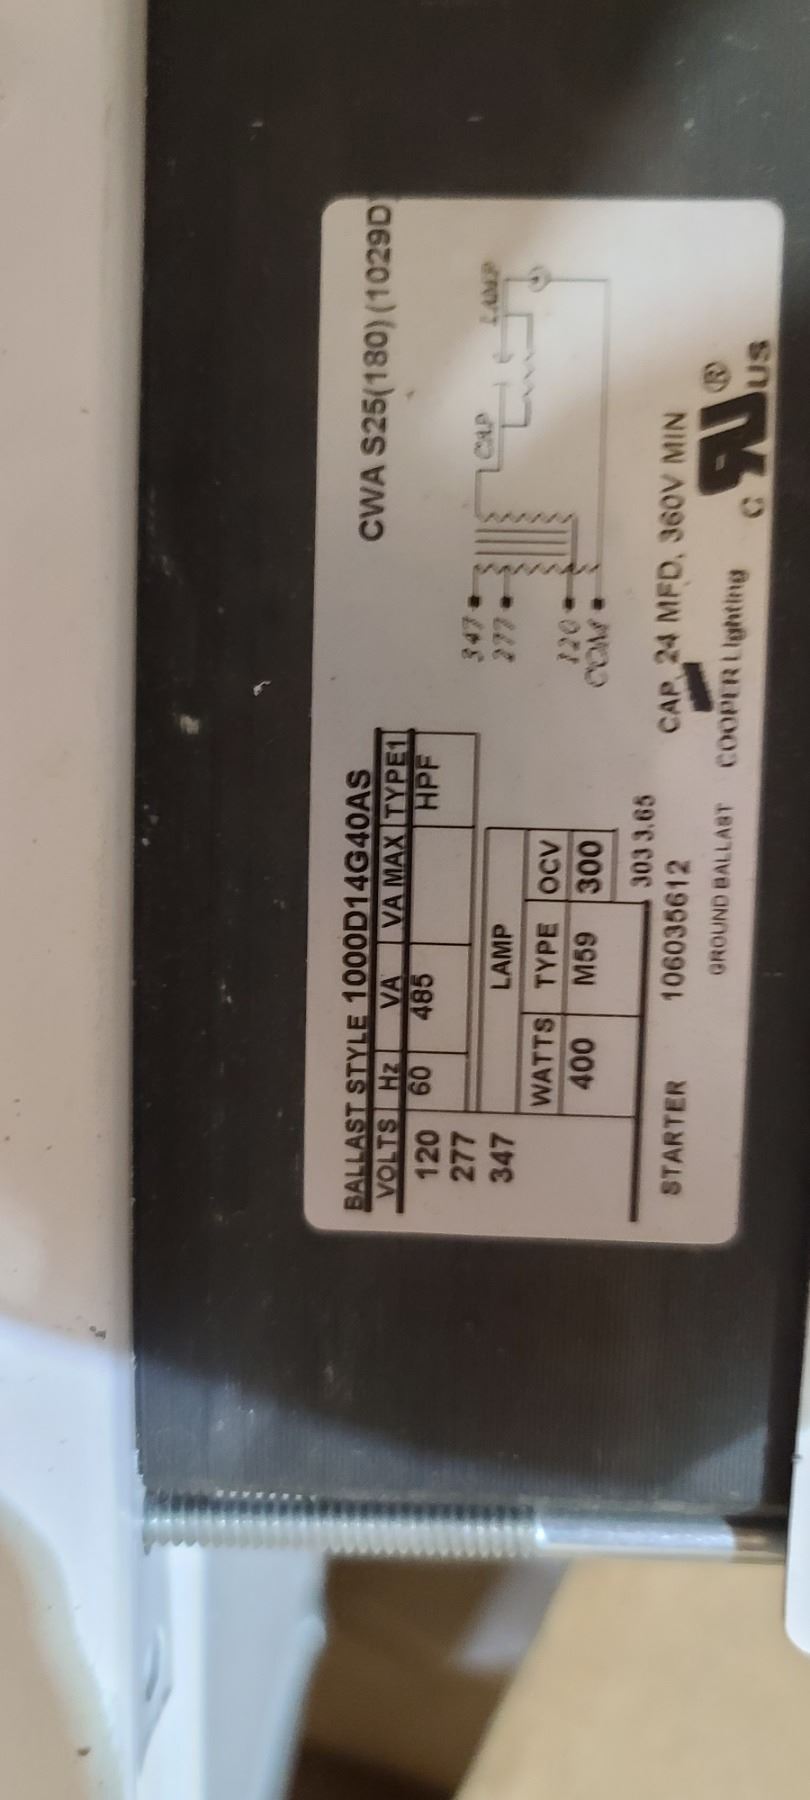 BALLAST STYLE 1000D14G40AS
CWA S25(180)(1029D
VOLTS Hz VA VA MAX TYPE1
120 60 485 HPF
277
347
LAMP
WATTS TYPE OCV
400 M59 300
303 3.65
347
CAP
LAMP
277
120
COM
STARTER 106035612
CAP. 24 MFD, 360V MIN
GROUND BALLAST COOPER Lighting
C RU ® US